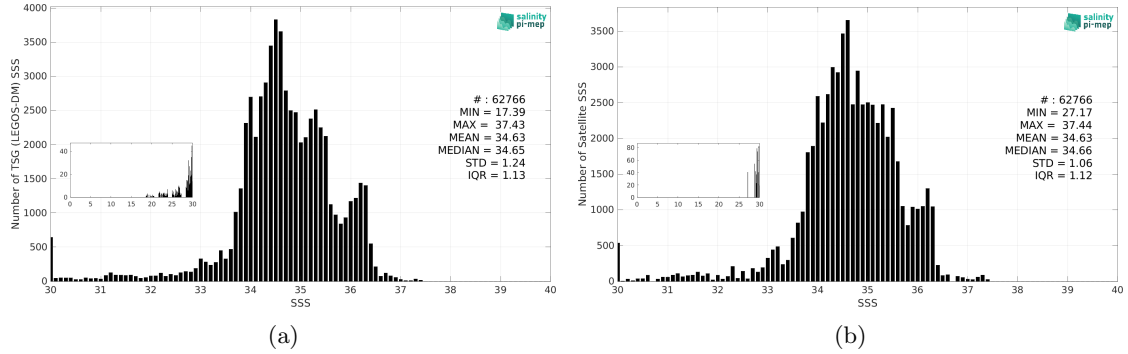 4000
3500
3000
2500
2000
1500
1000
500
0
Number of TSG (LEGOS-DM) SSS
salinity
pi-mep
# : 62766
MIN = 17.39
MAX = 37.43
MEAN = 34.63
MEDIAN = 34.65
STD = 1.24
IQR = 1.13
40
20
0
0 5 10 15 20 25 30
30 31 32 33 34 35 36 37 38 39 40
SSS
(a)
3500
3000
2500
2000
1500
1000
500
0
Number of Satellite SSS
salinity
pi-mep
# : 62766
MIN = 27.17
MAX = 37.44
MEAN = 34.63
MEDIAN = 34.66
STD = 1.06
IQR = 1.12
80
60
40
20
0
0 5 10 15 20 25 30
30 31 32 33 34 35 36 37 38 39 40
SSS
(b)